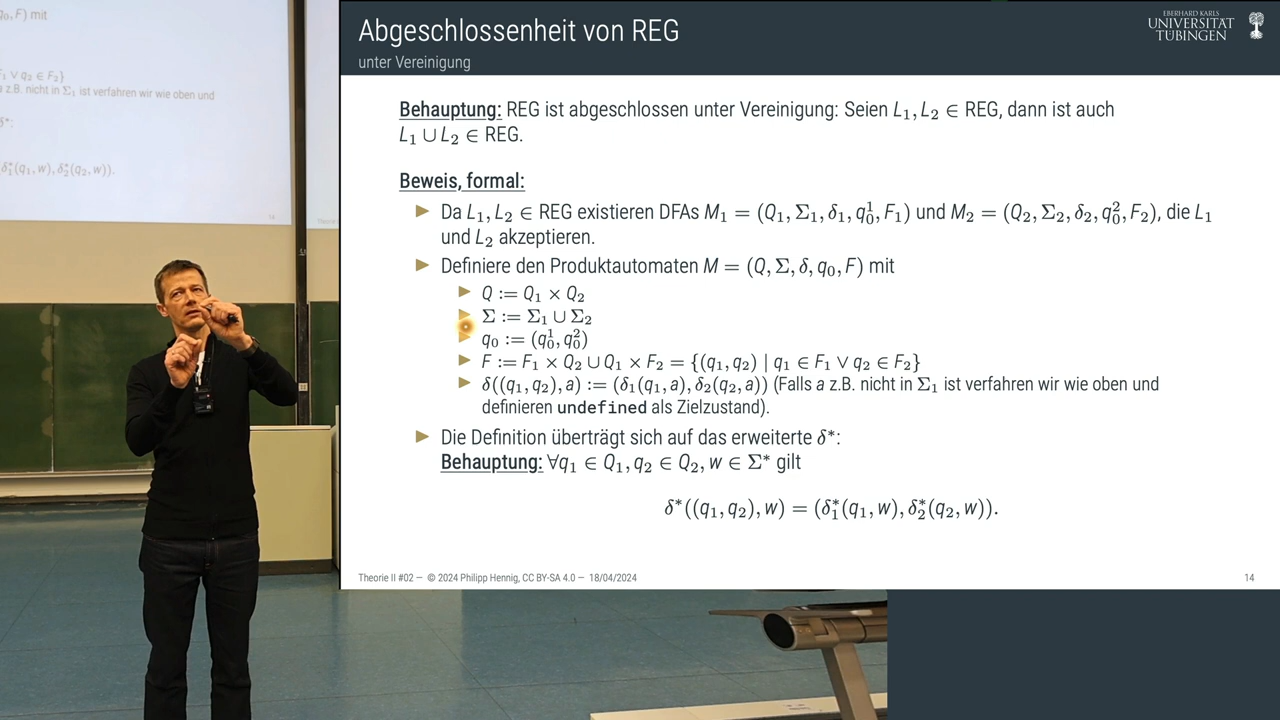 q₀, F) mit
F₁ ∨ q₂ ∈ F₂}
a z.B. nicht in Σ₁ ist verfahren wir wie oben und
δ*:
δ₁*(q₁, w), δ₂*(q₂, w)).
14
Abgeschlossenheit von REG
unter Vereinigung
EBERHARD KARLS
UNIVERSITÄT
TÜBINGEN
Behauptung: REG ist abgeschlossen unter Vereinigung: Seien L₁, L₂ ∈ REG, dann ist auch
L₁ ∪ L₂ ∈ REG.
Beweis, formal:
Da L₁, L₂ ∈ REG existieren DFAs M₁ = (Q₁, Σ₁, δ₁, q₀¹, F₁) und M₂ = (Q₂, Σ₂, δ₂, q₀², F₂), die L₁
und L₂ akzeptieren.
Definiere den Produktautomaten M = (Q, Σ, δ, q₀, F) mit
Q := Q₁ × Q₂
Σ := Σ₁ ∪ Σ₂
q₀ := (q₀¹, q₀²)
F := F₁ × Q₂ ∪ Q₁ × F₂ = {(q₁, q₂) | q₁ ∈ F₁ ∨ q₂ ∈ F₂}
δ((q₁, q₂), a) := (δ₁(q₁, a), δ₂(q₂, a)) (Falls a z.B. nicht in Σ₁ ist verfahren wir wie oben und
definieren undefined als Zielzustand).
Die Definition überträgt sich auf das erweiterte δ*:
Behauptung: ∀q₁ ∈ Q₁, q₂ ∈ Q₂, w ∈ Σ* gilt
δ*((q₁, q₂), w) = (δ₁*(q₁, w), δ₂*(q₂, w)).
Theorie II #02 — © 2024 Philipp Hennig, CC BY-SA 4.0 — 18/04/2024
14